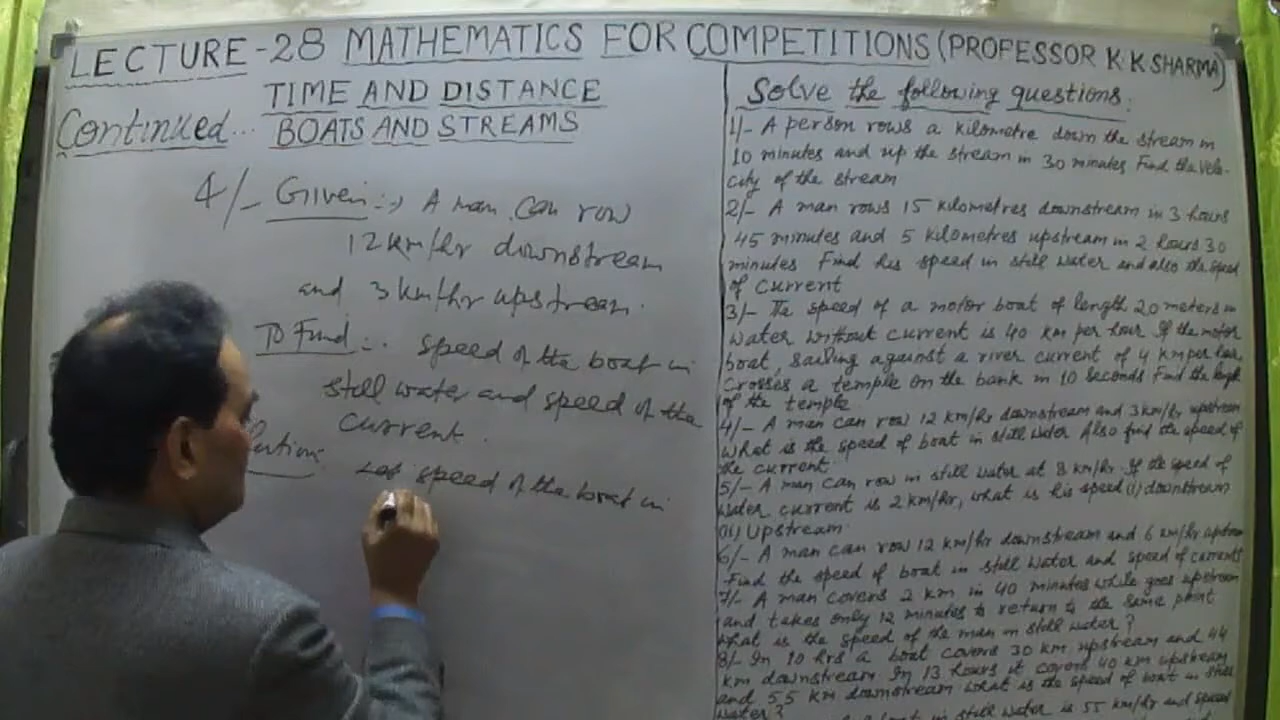 LECTURE-28 MATHEMATICS FOR COMPETITIONS (PROFESSOR K.K SHARMA)
TIME AND DISTANCE
Continued... BOATS AND STREAMS
4/- Given:-> A man can row
12km/hr downstream
and 3km/hr upstream.
To Find:-. speed of the boat in
still water and speed of the
current.
lution: Let speed of the boat in
Solve the following questions:
1/- A person rows a kilometre down the stream in
10 minutes and up the stream in 30 minutes Find the velo-
city of the stream
2/- A man rows 15 kilometres downstream in 3 hours
45 minutes and 5 kilometres upstream in 2 hours 30
minutes Find his speed in still water and also the speed
of current
3/- The speed of a motor boat of length 20 meters in
water without current is 40 km per hour If the motor
boat, sailing against a river current of 4 km per hour,
crosses a temple on the bank in 10 seconds Find the length
of the temple
4/- A man can row 12 km/hr downstream and 3km/hr upstream
What is the speed of boat in still water Also find the speed of
the current
5/- A man can row in still water at 8 km/hr. If the speed of
water current is 2 km/hr, what is his speed (i) downstream
(ii) Upstream
6/- A man can row 12 km/hr downstream and 6 km/hr upstream
Find the speed of boat in still water and speed of currents
7/- A man covers 2 km in 40 minutes while goes upstream
and takes only 12 minutes to return to the same point
What is the speed of the man in still water?
8/- In 10 hrs a boat covers 30 km upstream and 44
km downstream In 13 hours it covers 40 km upstream
and 55 km downstream What is the speed of boat in still
water?
boat in still water is 55 km/hr and speed